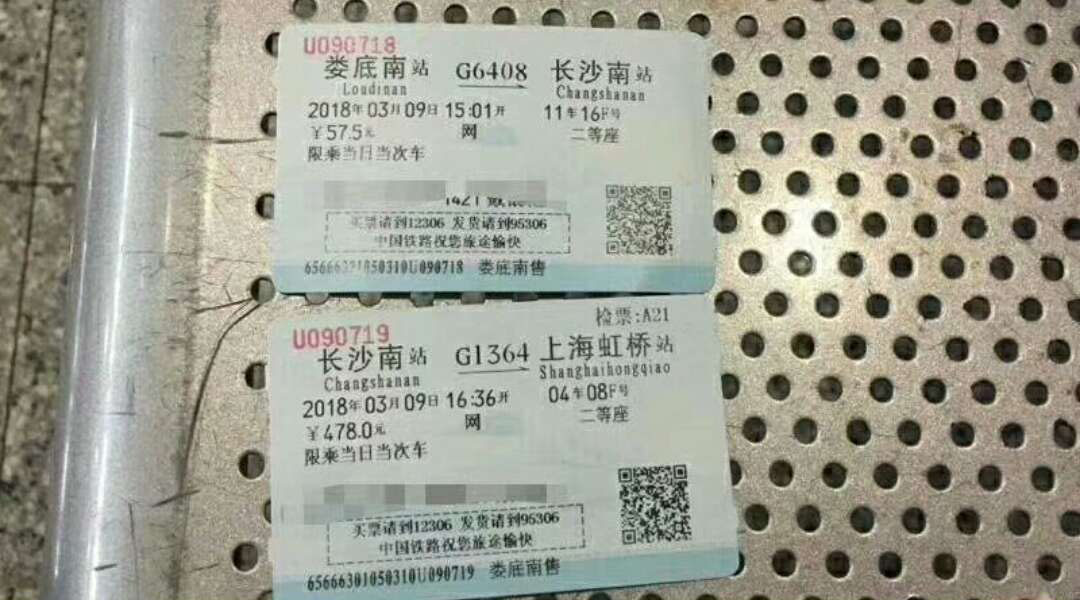 U090718
娄底南站 G6408 长沙南站
Loudinan Changshanan
2018年03月09日 15:01开 11车16F号
￥57.5元 网 二等座
限乘当日当次车
1421
买票请到12306 发货请到95306
中国铁路祝您旅途愉快
65666301050310U090718 娄底南售
检票:A21
U090719
长沙南站 G1364 上海虹桥站
Changshanan Shanghaihongqiao
2018年03月09日 16:36开 04车08F号
￥478.0元 网 二等座
限乘当日当次车
买票请到12306 发货请到95306
中国铁路祝您旅途愉快
65666301050310U090719 娄底南售